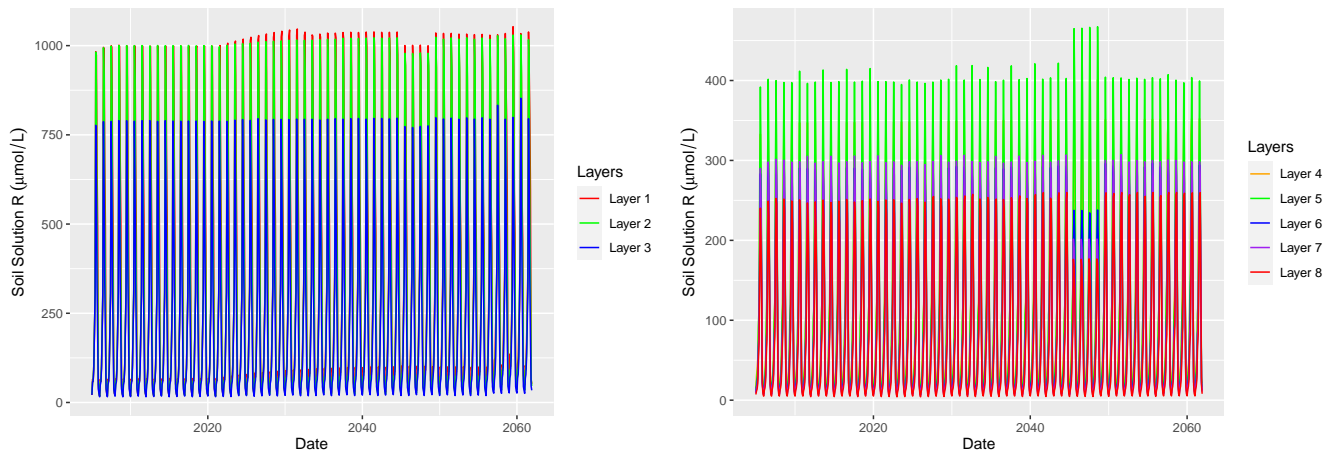 Soil Solution R (μmol/L)
1000
750
500
250
0
2020
2040
2060
Date
Layers
Layer 1
Layer 2
Layer 3
Soil Solution R (μmol/L)
400
300
200
100
0
2020
2040
2060
Date
Layers
Layer 4
Layer 5
Layer 6
Layer 7
Layer 8